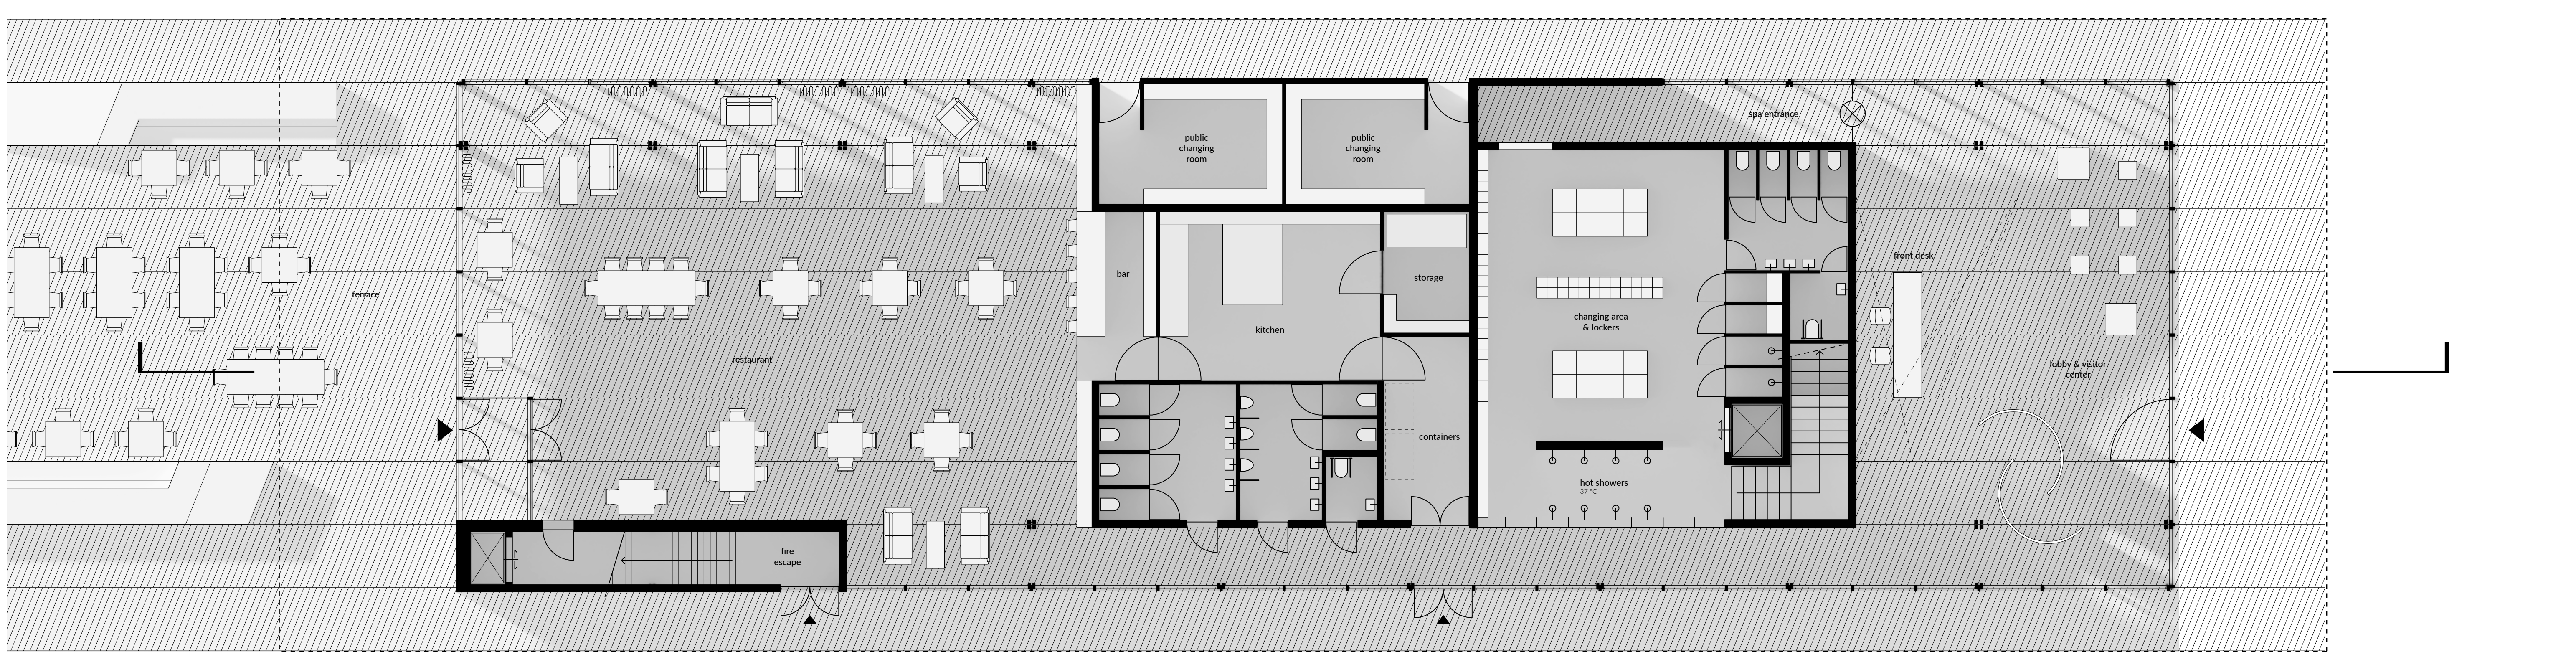 public
changing
room
public
changing
room
spa entrance
bar
storage
front desk
terrace
kitchen
changing area
& lockers
restaurant
lobby & visitor
center
containers
hot showers
37 °C
fire
escape